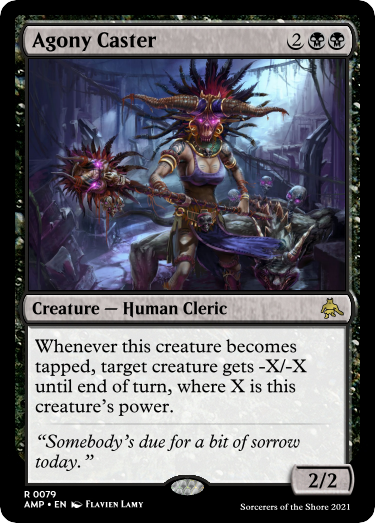 Agony Caster 2
Creature — Human Cleric
Whenever this creature becomes
tapped, target creature gets -X/-X
until end of turn, where X is this
creature's power.
“Somebody's due for a bit of sorrow
today.”
2/2
R 0079
AMP • EN Flavien Lamy
Sorcerers of the Shore 2021